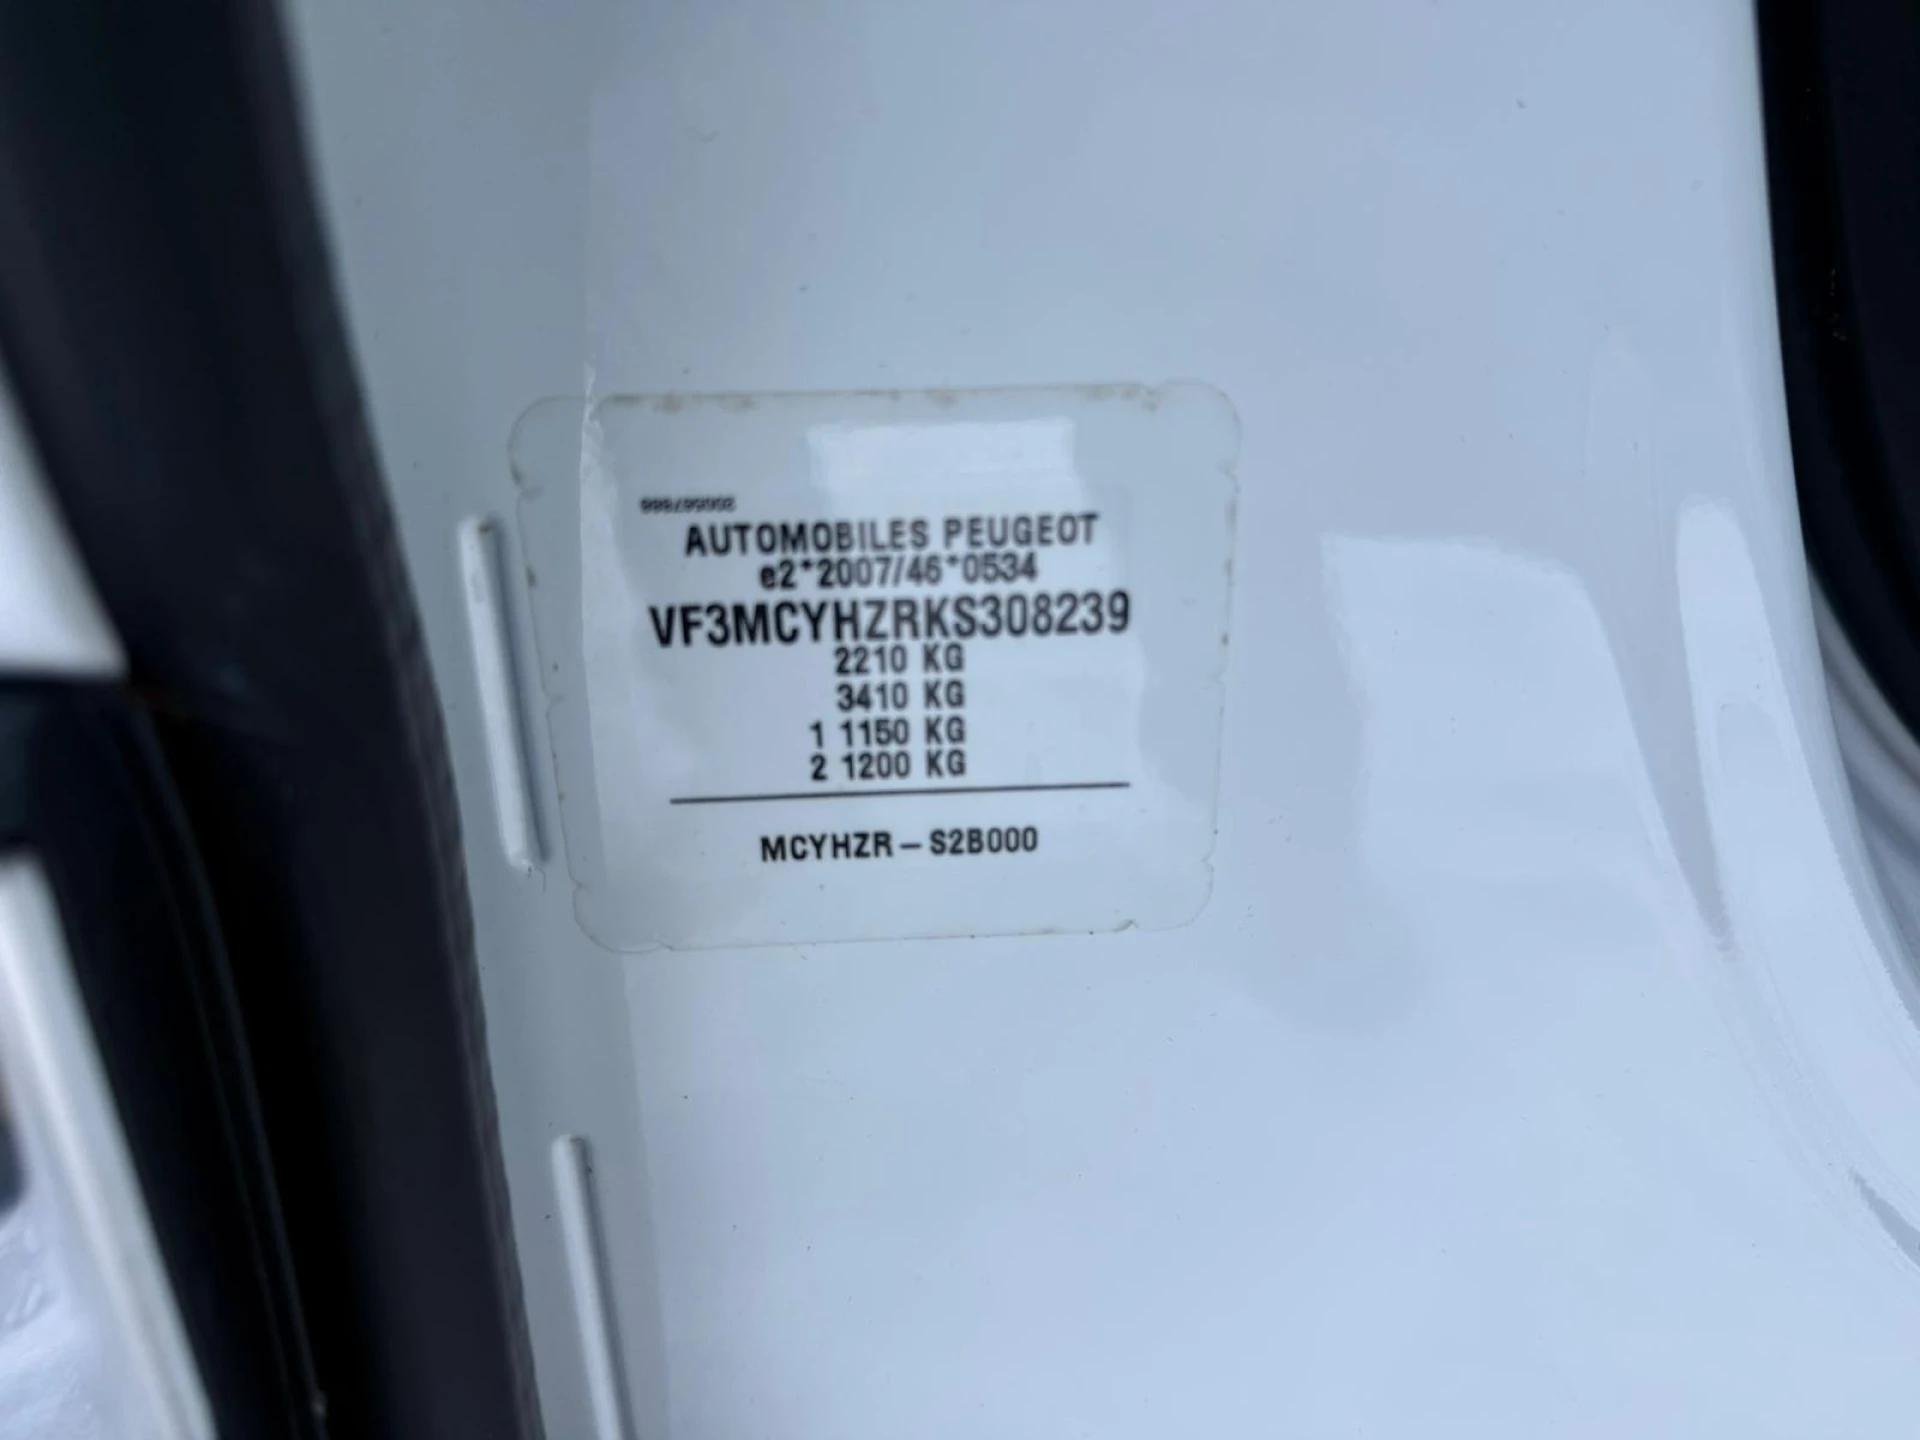 AUTOMOBILES PEUGEOT
e2*2007/46*0534
VF3MCYHZRKS308239
2210 KG
3410 KG
1 1150 KG
2 1200 KG
MCYHZR – S2B000